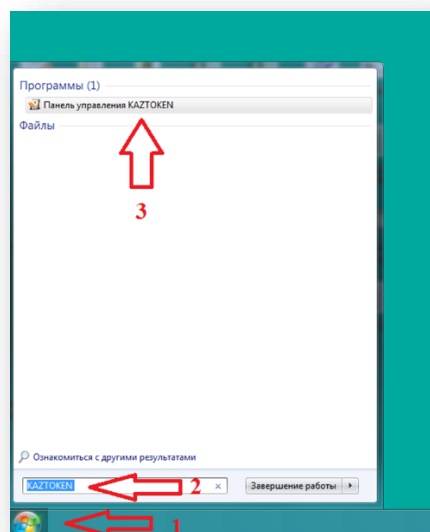 Программы (1)
Панель управления KAZTOKEN
Файлы
3
Ознакомиться с другими результатами
KAZTOKEN
2
Завершение работы
1